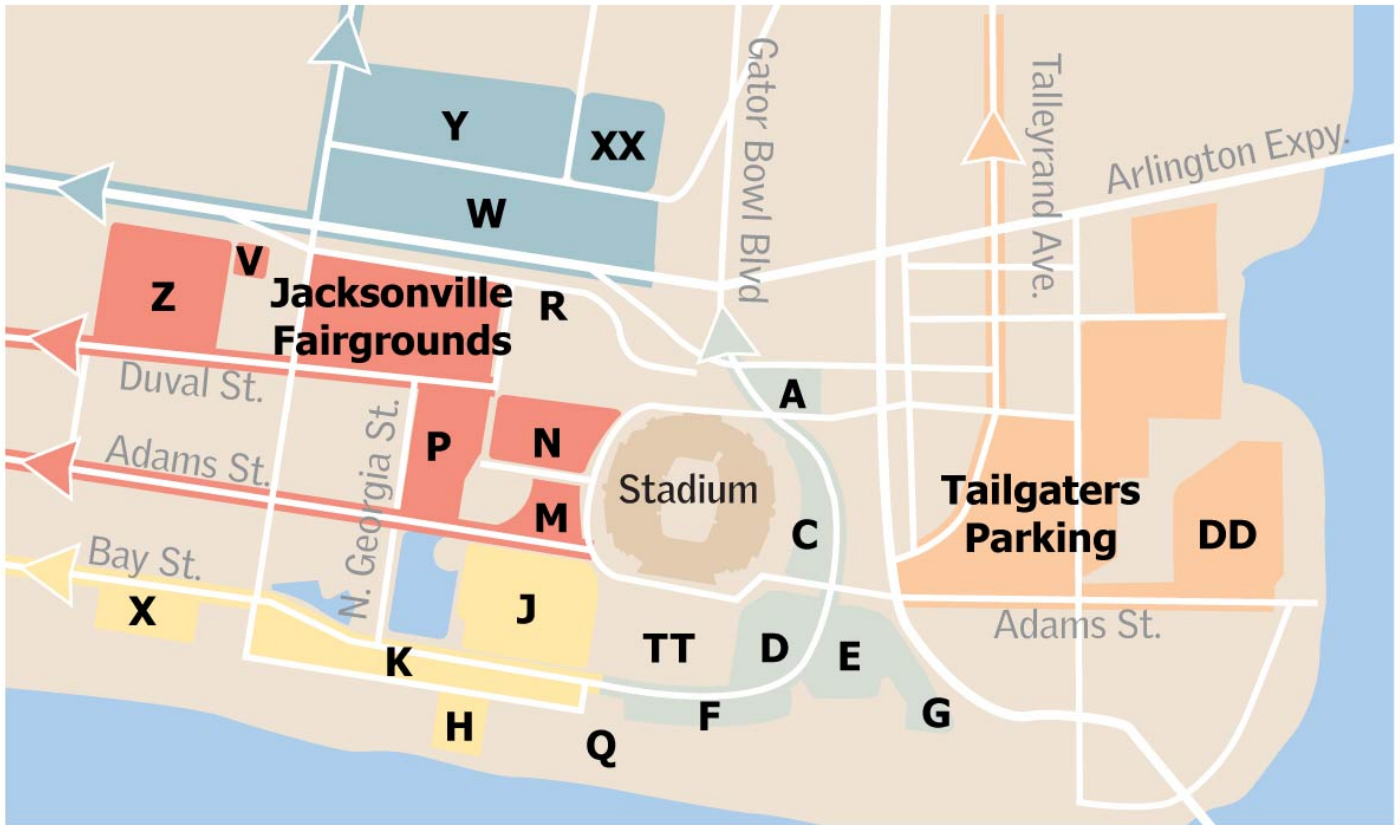 Y
XX
W
Gator Bowl Blvd
Talleyrand Ave.
Arlington Expy.
Z
V
Jacksonville
Fairgrounds
R
Duval St.
A
P
N
N. Georgia St.
Adams St.
M
Stadium
C
Tailgaters
Parking
DD
Bay St.
X
J
K
TT
D
E
Adams St.
H
Q
F
G